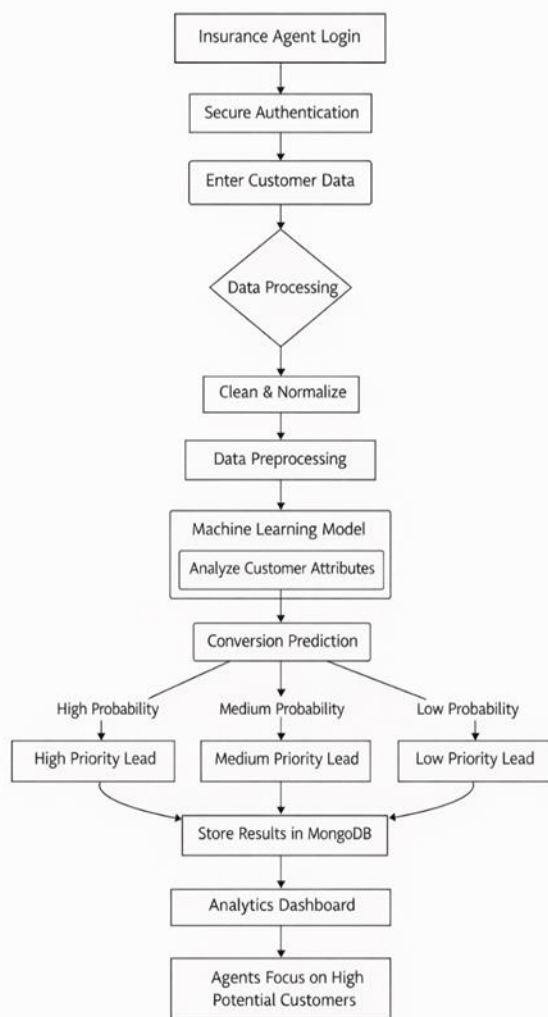 Insurance Agent Login
Secure Authentication
Enter Customer Data
Data Processing
Clean & Normalize
Data Preprocessing
Machine Learning Model
Analyze Customer Attributes
Conversion Prediction
High Probability
Medium Probability
Low Probability
High Priority Lead
Medium Priority Lead
Low Priority Lead
Store Results in MongoDB
Analytics Dashboard
Agents Focus on High
Potential Customers